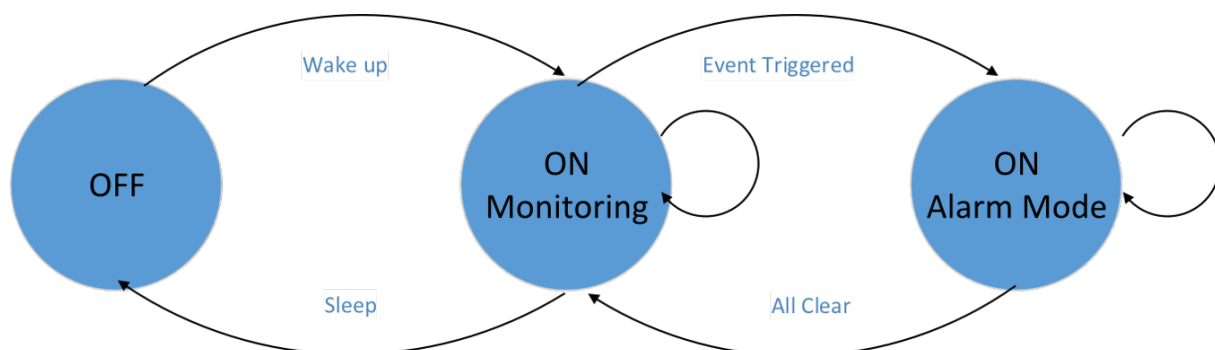 Wake up
Event Triggered
OFF
ON
Monitoring
ON
Alarm Mode
Sleep
All Clear